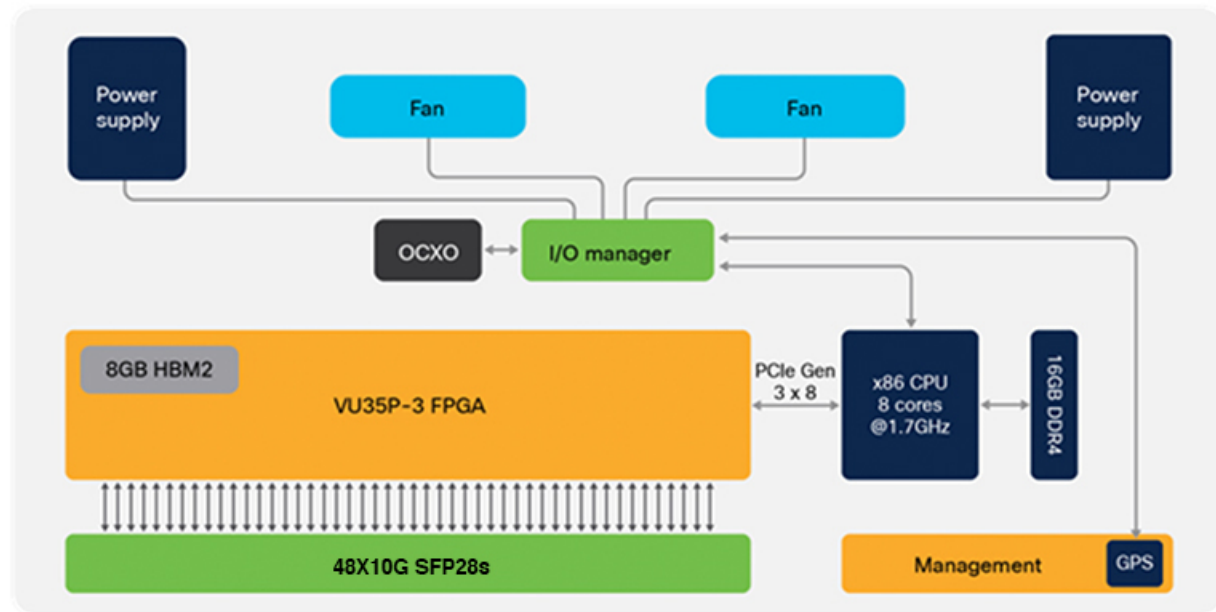 Power
supply
Fan
Fan
Power
supply
OCXO
I/O manager
8GB HBM2
VU35P-3 FPGA
PCIe Gen
3 x 8
x86 CPU
8 cores
@1.7GHz
16GB DDR4
48X10G SFP28s
Management
GPS